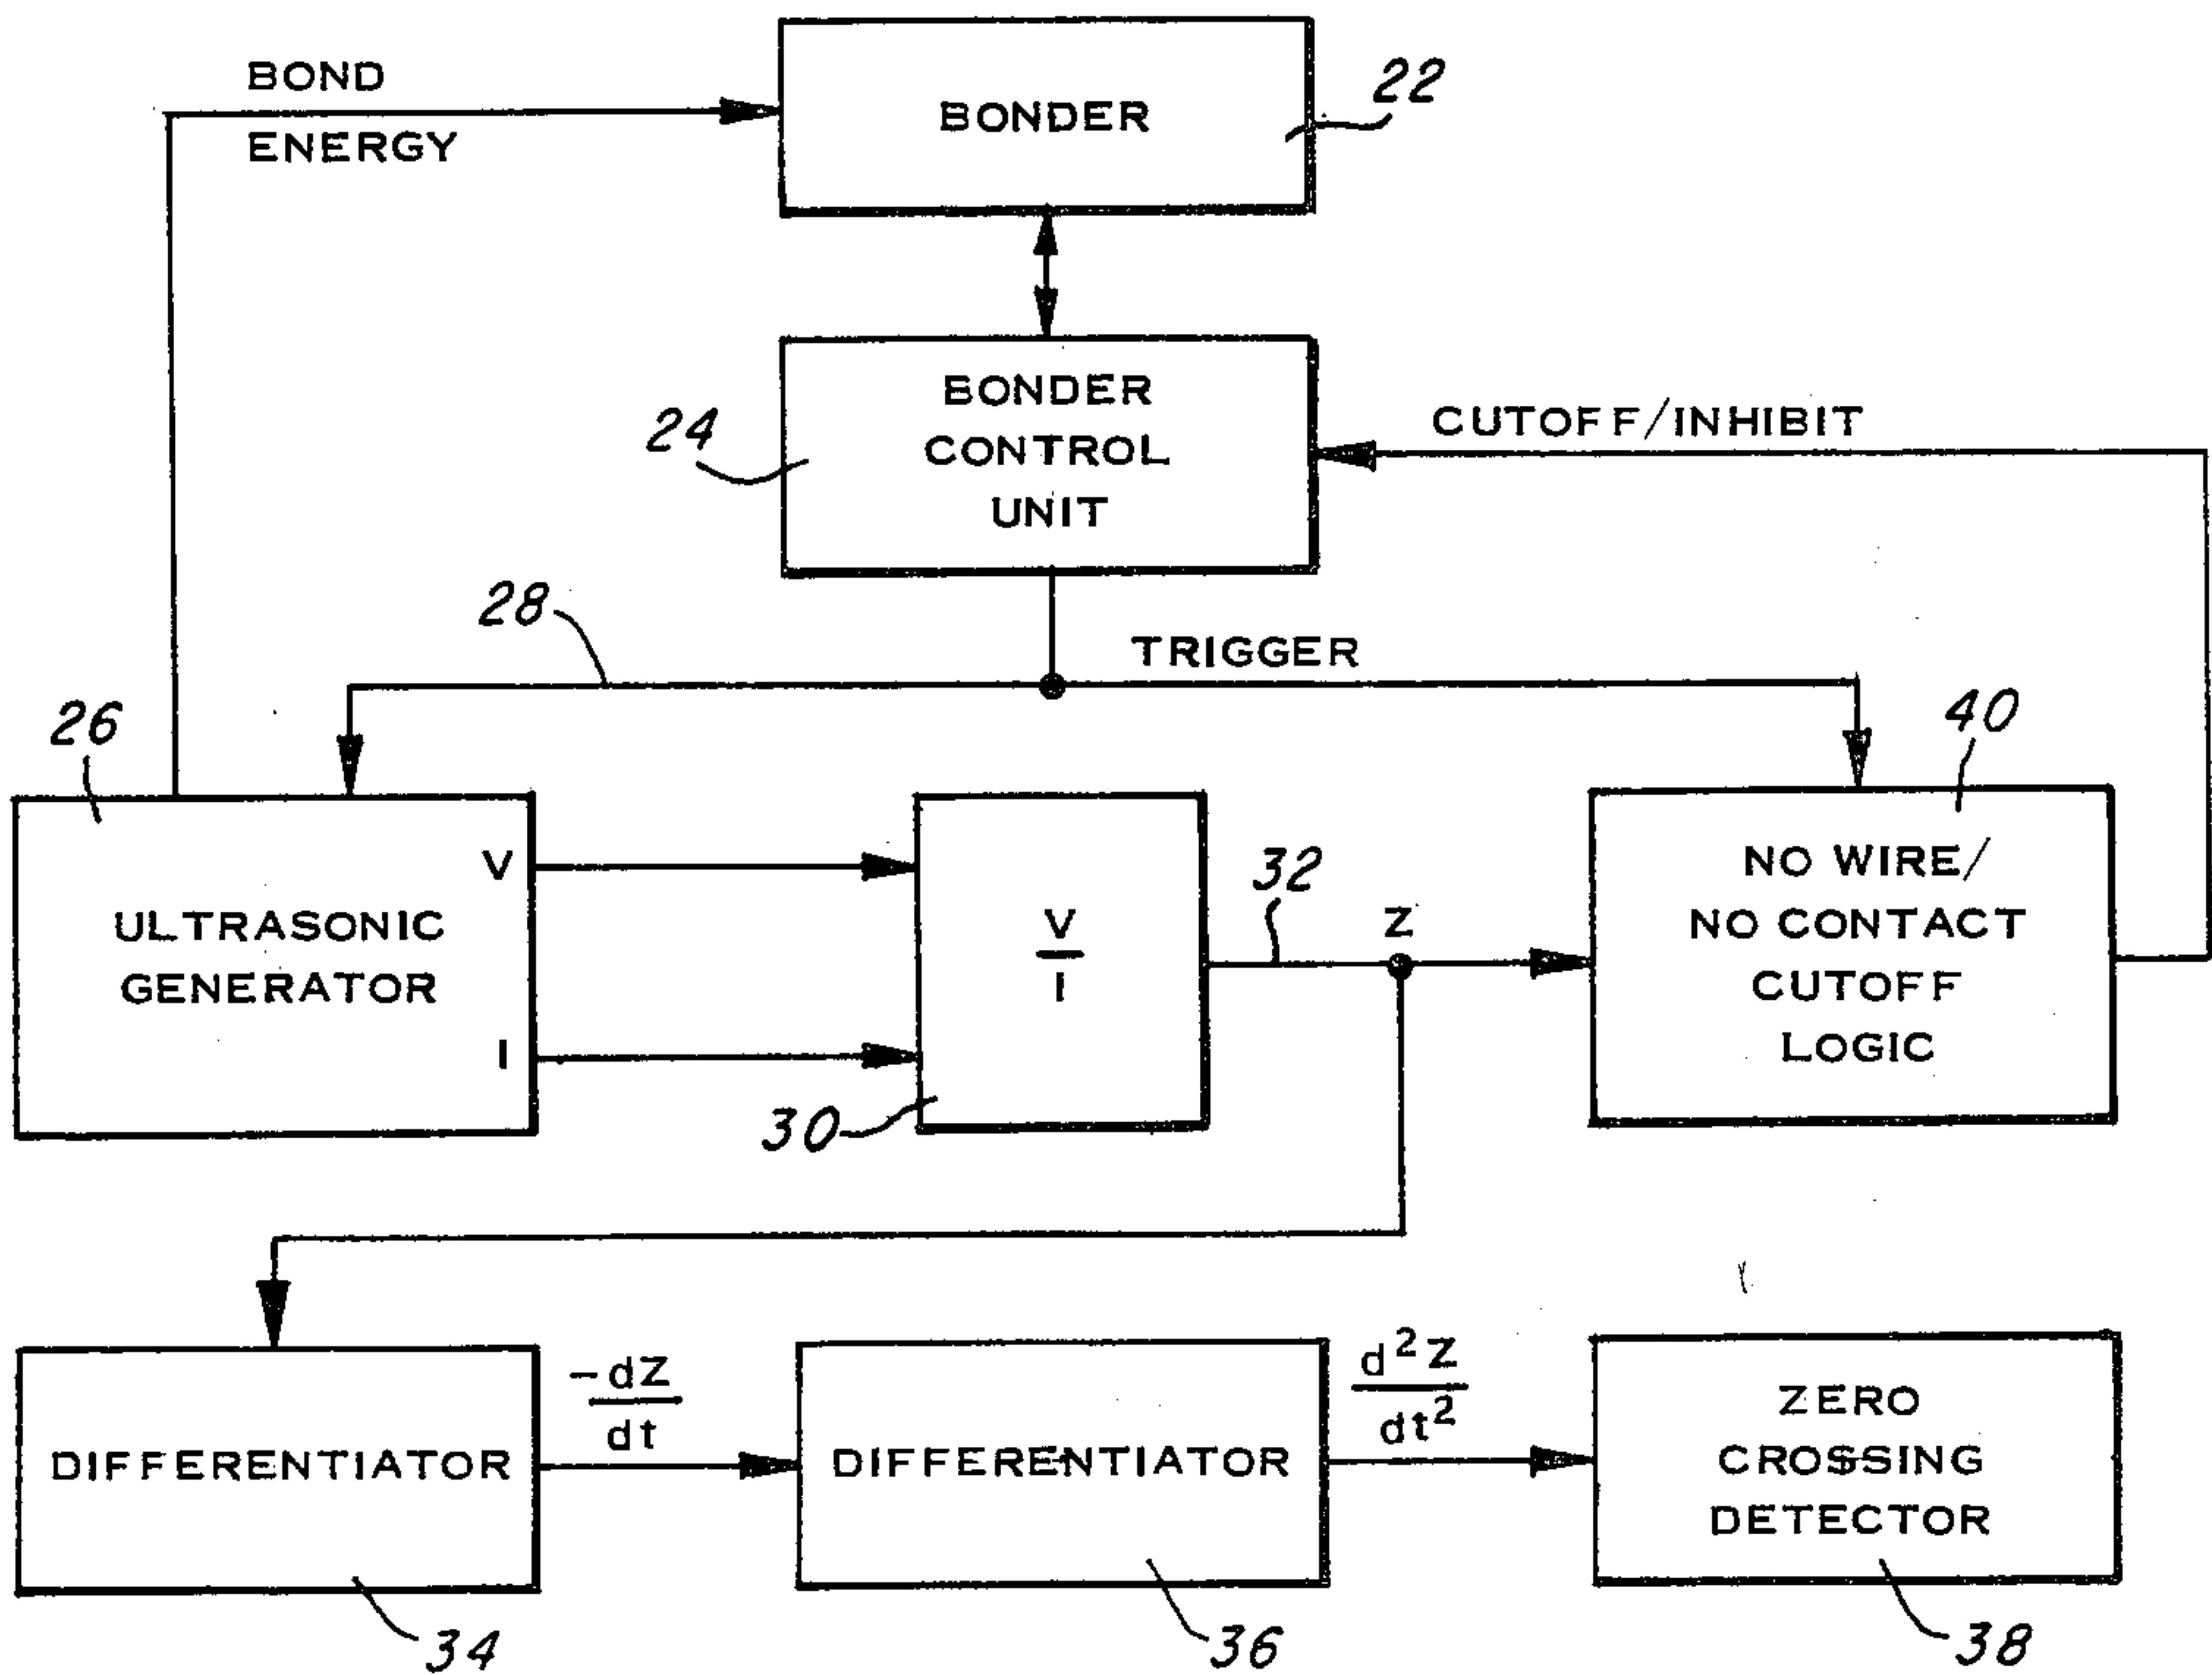 BOND
ENERGY
BONDER
22
BONDER
CONTROL
UNIT
24
CUTOFF/INHIBIT
28
TRIGGER
26
40
ULTRASONIC
GENERATOR
V
I
V
I
30
32
Z
NO WIRE/
NO CONTACT
CUTOFF
LOGIC
DIFFERENTIATOR
34
-dZ
dt
DIFFERENTIATOR
36
d²Z
dt²
ZERO
CROSSING
DETECTOR
38